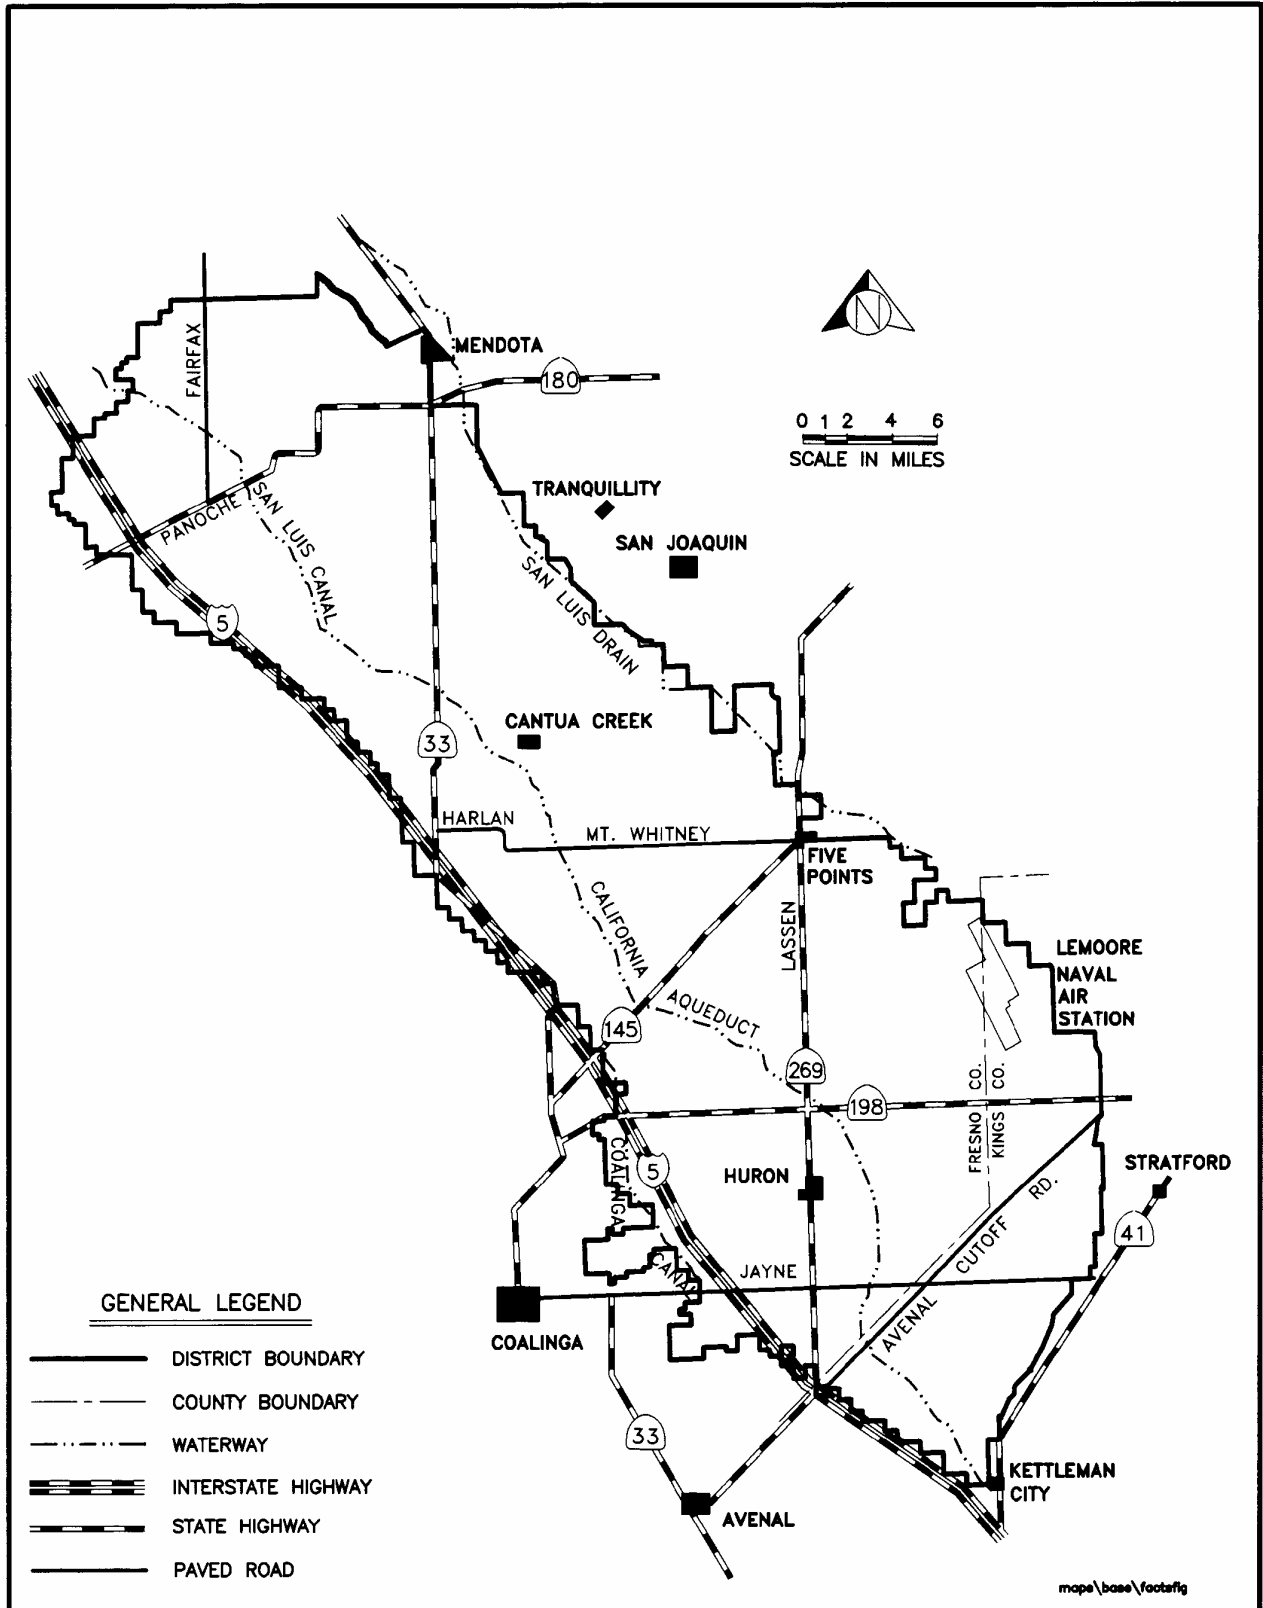 MENDOTA
FAIRFAX
180
0 1 2 4 6
SCALE IN MILES
N
TRANQUILLITY
PANOCHE
SAN LUIS CANAL
SAN JOAQUIN
SAN LUIS DRAIN
5
CANTUA CREEK
33
HARLAN
MT. WHITNEY
FIVE
POINTS
CALIFORNIA
AQUEDUCT
LASSEN
LEMOORE
NAVAL
AIR
STATION
145
269
198
FRESNO CO.
KINGS CO.
COALINGA
CANAL
5
HURON
STRATFORD
AVENAL CUTOFF RD.
41
JAYNE
COALINGA
33
KETTLEMAN
CITY
AVENAL
GENERAL LEGEND
DISTRICT BOUNDARY
COUNTY BOUNDARY
WATERWAY
INTERSTATE HIGHWAY
STATE HIGHWAY
PAVED ROAD
maps\base\factsfig